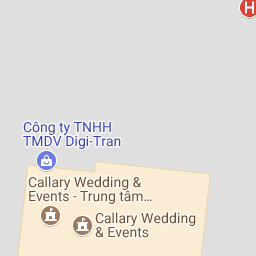 H
Công ty TNHH
TMDV Digi-Tran
Callary Wedding &
Events - Trung tâm...
Callary Wedding
& Events